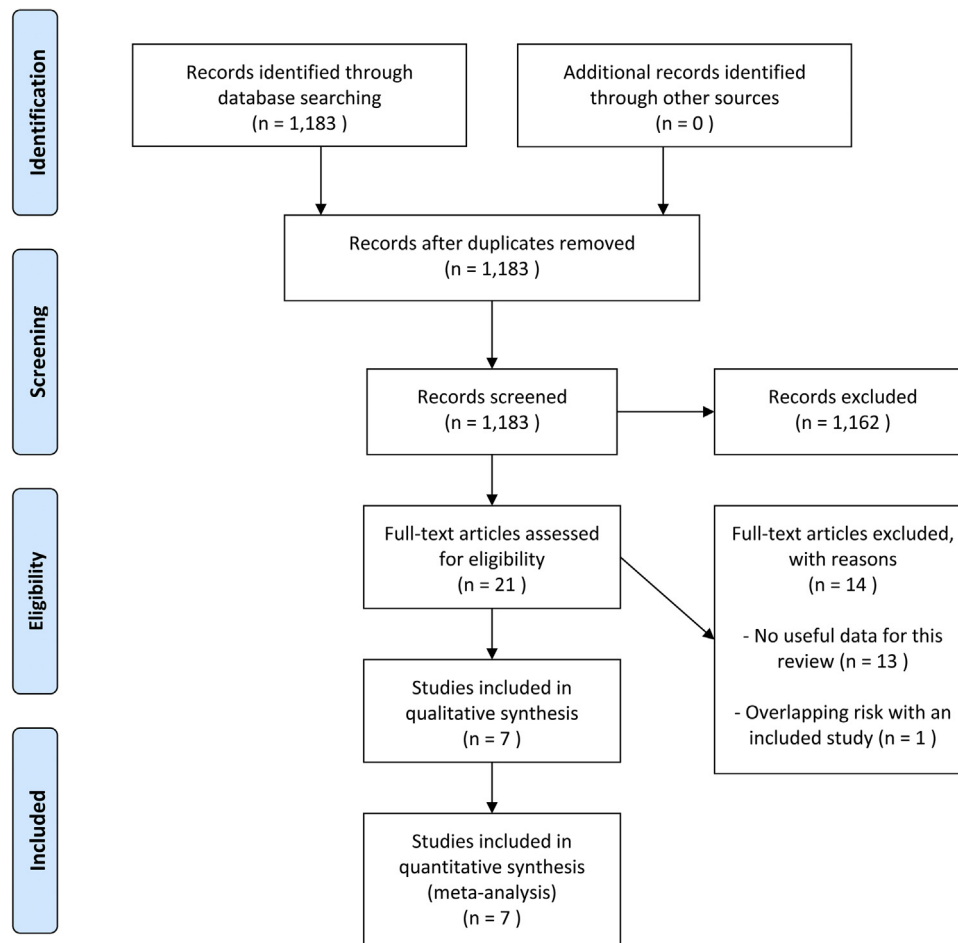 Identification
Records identified through
database searching
(n = 1,183 )
Additional records identified
through other sources
(n = 0 )
Records after duplicates removed
(n = 1,183 )
Screening
Records screened
(n = 1,183 )
Records excluded
(n = 1,162 )
Eligibility
Full-text articles assessed
for eligibility
(n = 21 )
Full-text articles excluded,
with reasons
(n = 14 )
- No useful data for this
review (n = 13 )
- Overlapping risk with an
included study (n = 1 )
Studies included in
qualitative synthesis
(n = 7 )
Included
Studies included in
quantitative synthesis
(meta-analysis)
(n = 7 )